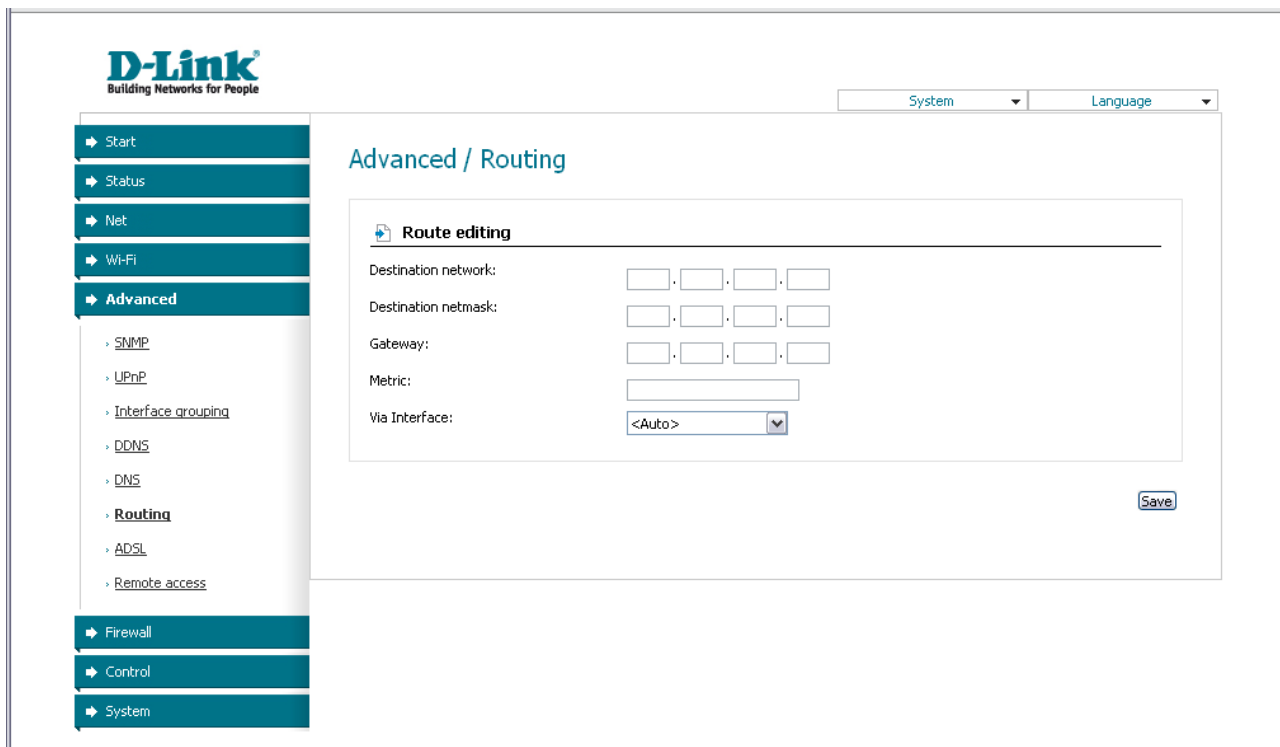 D-Link
Building Networks for People
System
Language
Start
Status
Net
Wi-Fi
Advanced
SNMP
UPnP
Interface grouping
DDNS
DNS
Routing
ADSL
Remote access
Firewall
Control
System
Advanced / Routing
Route editing
Destination network:
. . .
Destination netmask:
. . .
Gateway:
. . .
Metric:
Via Interface:
<Auto>
Save